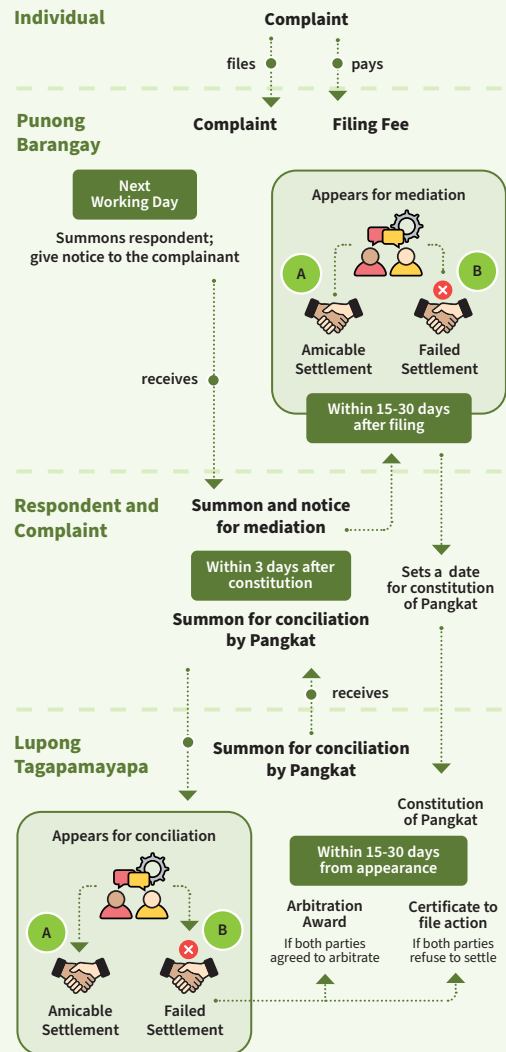 Individual
Complaint
files
pays
Punong
Barangay
Complaint
Filing Fee
Next
Working Day
Summons respondent;
give notice to the complainant
Appears for mediation
A
B
Amicable
Settlement
Failed
Settlement
Within 15-30 days
after filing
receives
Respondent and
Complaint
Summon and notice
for mediation
Within 3 days after
constitution
Summon for conciliation
by Pangkat
Sets a date
for constitution
of Pangkat
receives
Lupong
Tagapamayapa
Summon for conciliation
by Pangkat
Constitution
of Pangkat
Within 15-30 days
from appearance
Appears for conciliation
A
B
Amicable
Settlement
Failed
Settlement
Arbitration
Award
If both parties
agreed to arbitrate
Certificate to
file action
If both parties
refuse to settle